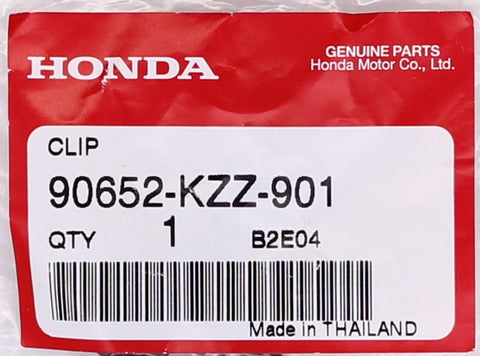 HONDA
GENUINE PARTS
Honda Motor Co., Ltd.
CLIP
90652-KZZ-901
QTY 1 B2E04
Made in THAILAND